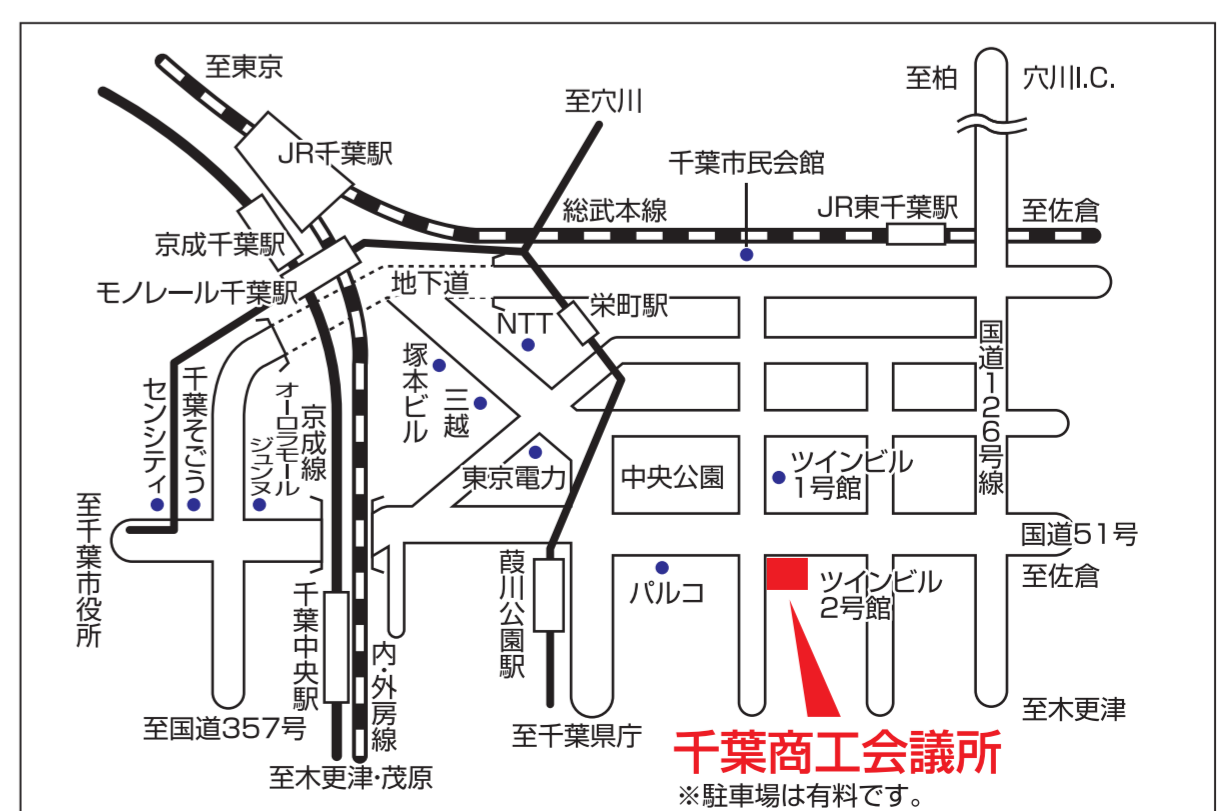 至東京
至柏
穴川I.C.
至穴川
JR千葉駅
千葉市民会館
総武本線
JR東千葉駅
至佐倉
京成千葉駅
モノレール千葉駅
地下道
栄町駅
NTT
国道126号線
塚本ビル
三越
センシティ
千葉そごう
オーロラモール
ジュンヌ
京成線
東京電力
中央公園
ツインビル
1号館
至千葉市役所
国道51号
至佐倉
葭川公園駅
パルコ
ツインビル
2号館
千葉中央駅
内・外房線
至国道357号
至千葉県庁
至木更津
至木更津・茂原
千葉商工会議所
※駐車場は有料です。